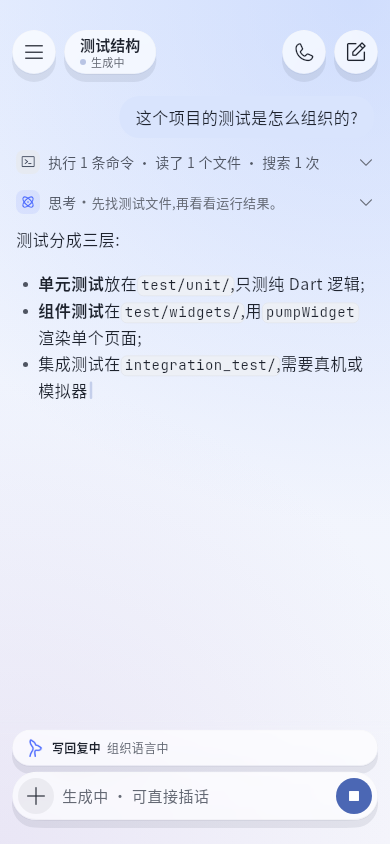 测试结构
生成中
这个项目的测试是怎么组织的?
执行 1 条命令 · 读了 1 个文件 · 搜索 1 次
思考 · 先找测试文件,再看看运行结果。
测试分成三层:
• 单元测试放在 test/unit/,只测纯 Dart 逻辑;
• 组件测试在 test/widgets/,用 pumpWidget
渲染单个页面;
• 集成测试在 integration_test/,需要真机或
模拟器
写回复中 组织语言中
生成中 · 可直接插话